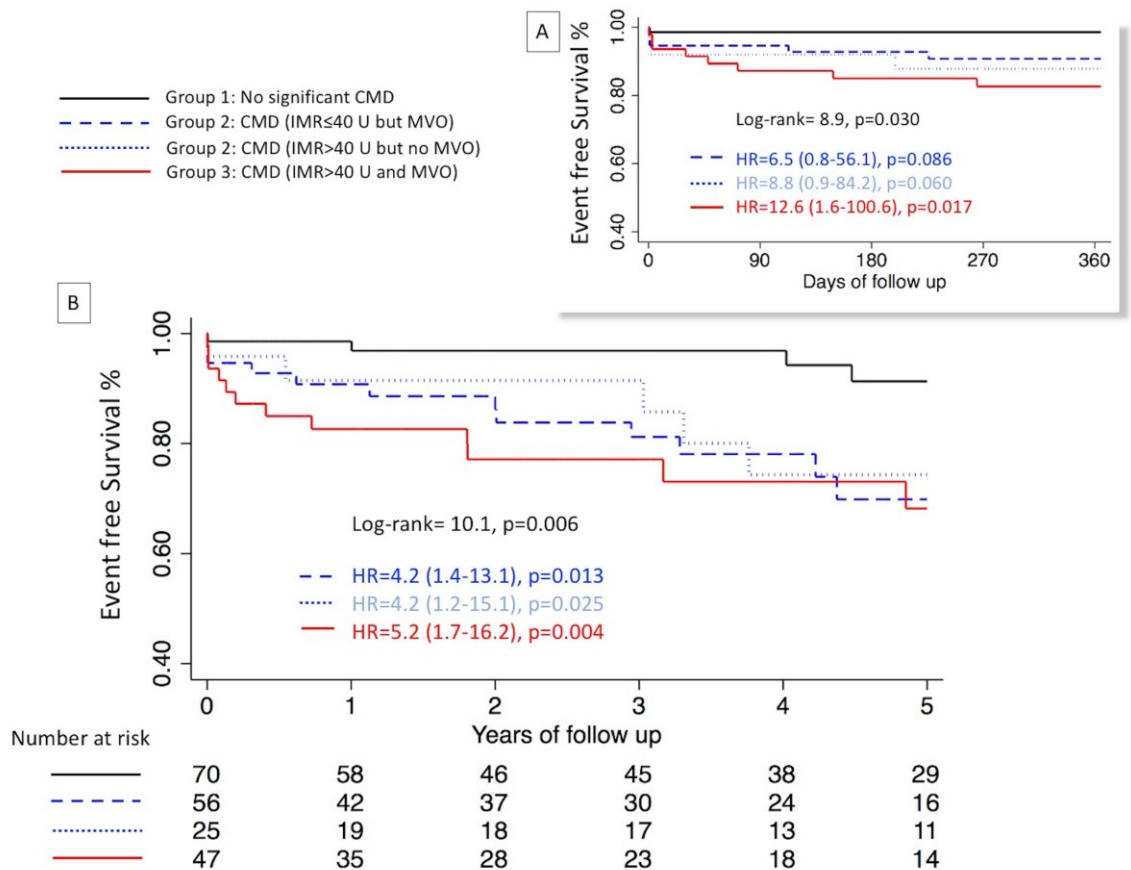 A
Event free Survival %
1.00
0.80
0.60
0.40
Log-rank= 8.9, p=0.030
HR=6.5 (0.8-56.1), p=0.086
HR=8.8 (0.9-84.2), p=0.060
HR=12.6 (1.6-100.6), p=0.017
0 90 180 270 360
Days of follow up
Group 1: No significant CMD
Group 2: CMD (IMR≤40 U but MVO)
Group 2: CMD (IMR>40 U but no MVO)
Group 3: CMD (IMR>40 U and MVO)
B
Event free Survival %
1.00
0.80
0.60
0.40
Log-rank= 10.1, p=0.006
HR=4.2 (1.4-13.1), p=0.013
HR=4.2 (1.2-15.1), p=0.025
HR=5.2 (1.7-16.2), p=0.004
0 1 2 3 4 5
Years of follow up
Number at risk
70 58 46 45 38 29
56 42 37 30 24 16
25 19 18 17 13 11
47 35 28 23 18 14